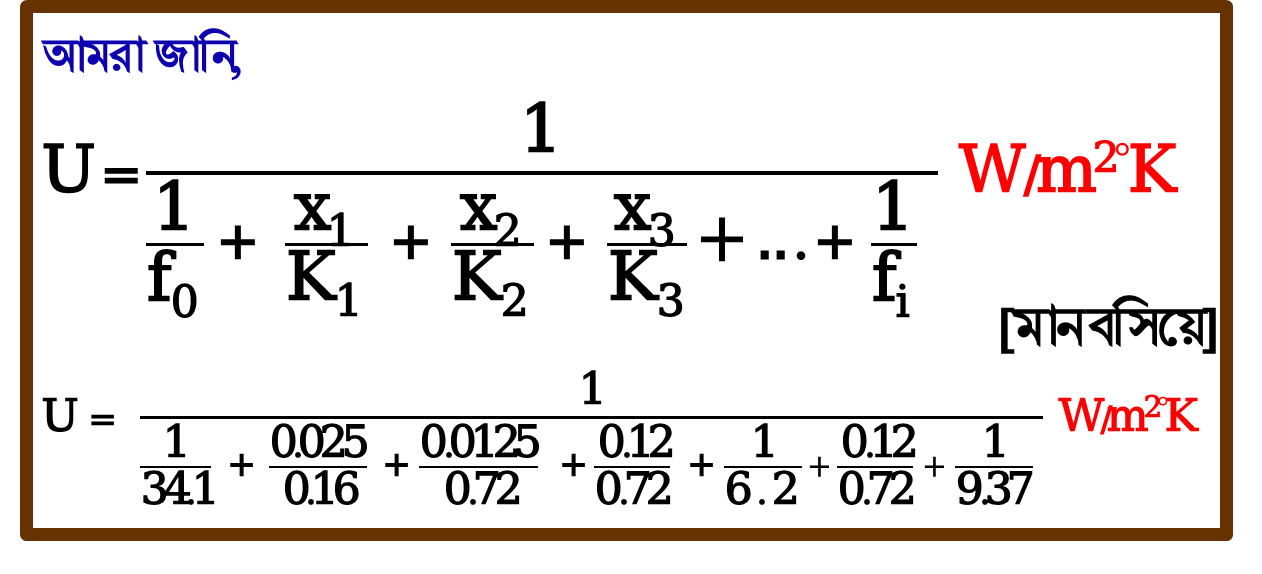 আমরা জানি,
U = 1 / (1/f₀ + x₁/K₁ + x₂/K₂ + x₃/K₃ + ... + 1/fᵢ) W/m²°K
[মান বসিয়ে]
U = 1 / (1/34.1 + 0.025/0.16 + 0.0125/0.72 + 0.12/0.72 + 1/6.2 + 0.12/0.72 + 1/9.37) W/m²°K